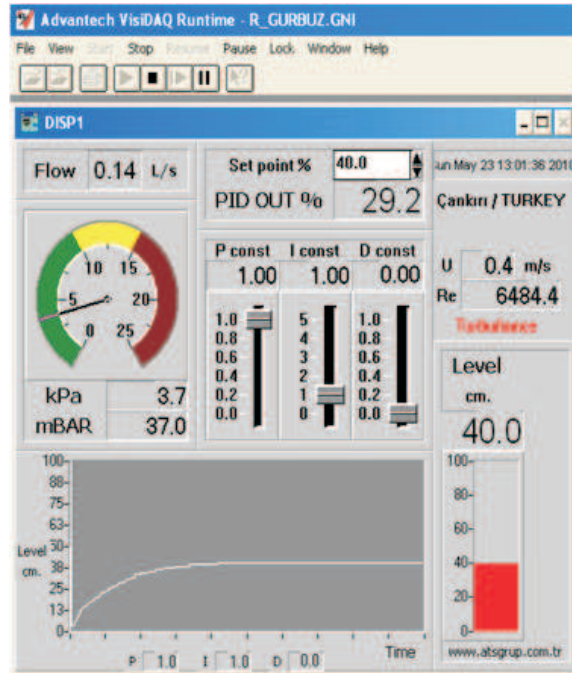 Advantech VisiDAQ Runtime - R_GURBUZ.GNI
File View Start Stop Resume Pause Lock Window Help
DISP1
Flow 0.14 L/s
Set point % 40.0
PID OUT % 29.2
Sun May 23 13:01:36 201
Çankırı / TURKEY
0 5 10 15 20 25
kPa 3.7
mBAR 37.0
P const I const D const
1.00 1.00 0.00
1.0 5 1.0
0.8 4 0.8
0.6 3 0.6
0.4 2 0.4
0.2 1 0.2
0.0 0 0.0
U 0.4 m/s
Re 6484.4
Turbulance
Level
cm.
40.0
100-
80-
60-
40-
20-
0-
Level
cm.
100-
88-
75-
63-
50-
38-
25-
13-
0-
Time
P 1.0 I 1.0 D 0.0
www.atsgrup.com.tr